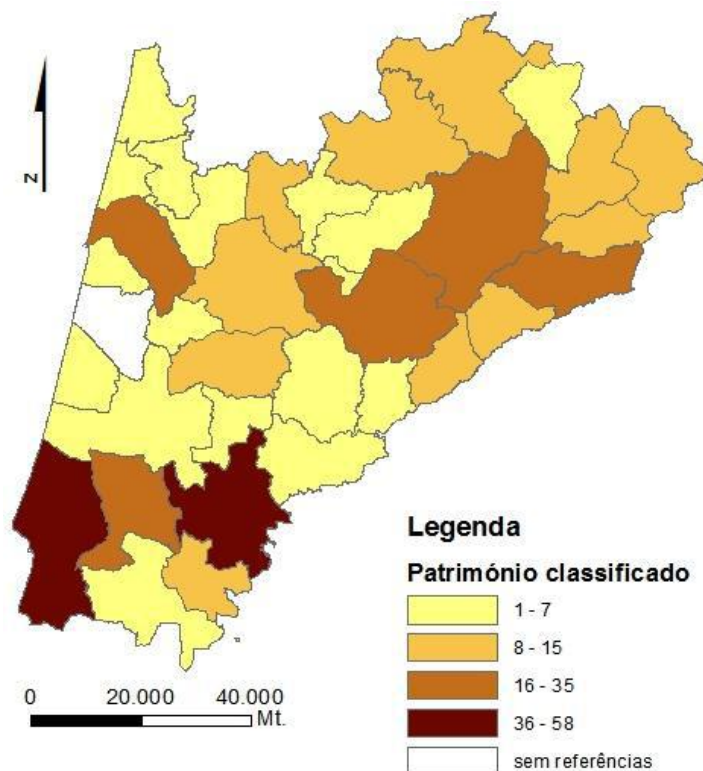 N
Legenda
Património classificado
1 - 7
8 - 15
16 - 35
36 - 58
sem referências
0 20.000 40.000
Mt.